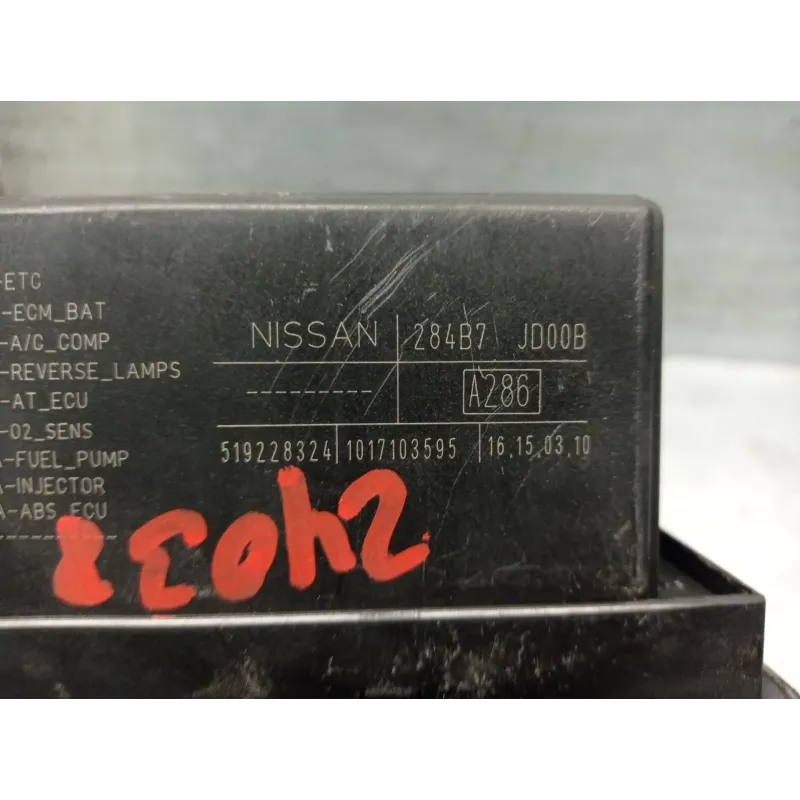 -ETC
-ECM_BAT
-A/C_COMP
-REVERSE_LAMPS
-AT_ECU
-O2_SENS
A-FUEL_PUMP
A-INJECTOR
A-ABS_ECU
NISSAN 284B7 JD00B
--------- A286
519228324 1017103595 16.15.03.10
24038